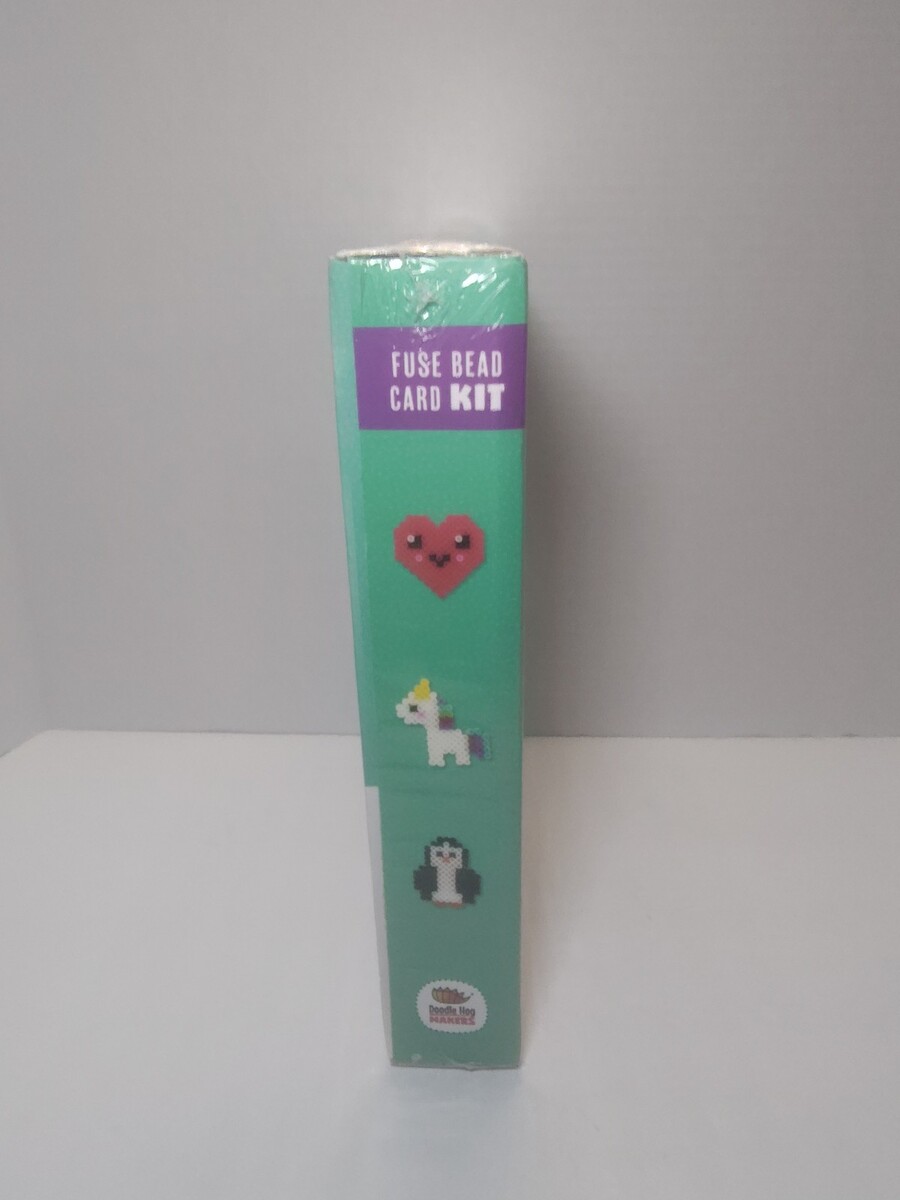 FUSE BEAD
CARD KIT
Doodle Hog
MAKERS